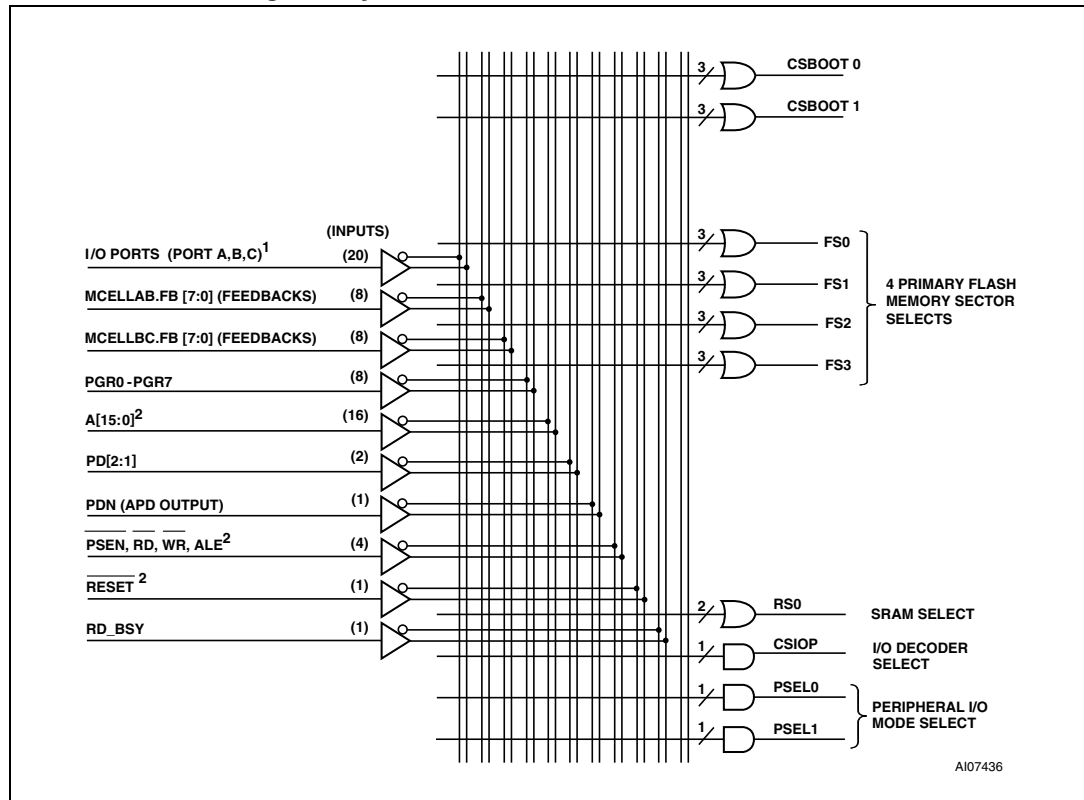 3 CSBOOT 0
3 CSBOOT 1
(INPUTS)
I/O PORTS (PORT A,B,C)1 (20)
MCELLAB.FB [7:0] (FEEDBACKS) (8)
MCELLBC.FB [7:0] (FEEDBACKS) (8)
PGR0 -PGR7 (8)
A[15:0]2 (16)
PD[2:1] (2)
PDN (APD OUTPUT) (1)
PSEN, RD, WR, ALE2 (4)
RESET 2 (1)
RD_BSY (1)
3 FS0
3 FS1
3 FS2
3 FS3
4 PRIMARY FLASH
MEMORY SECTOR
SELECTS
2 RS0 SRAM SELECT
1 CSIOP I/O DECODER
SELECT
1 PSEL0
1 PSEL1
PERIPHERAL I/O
MODE SELECT
AI07436